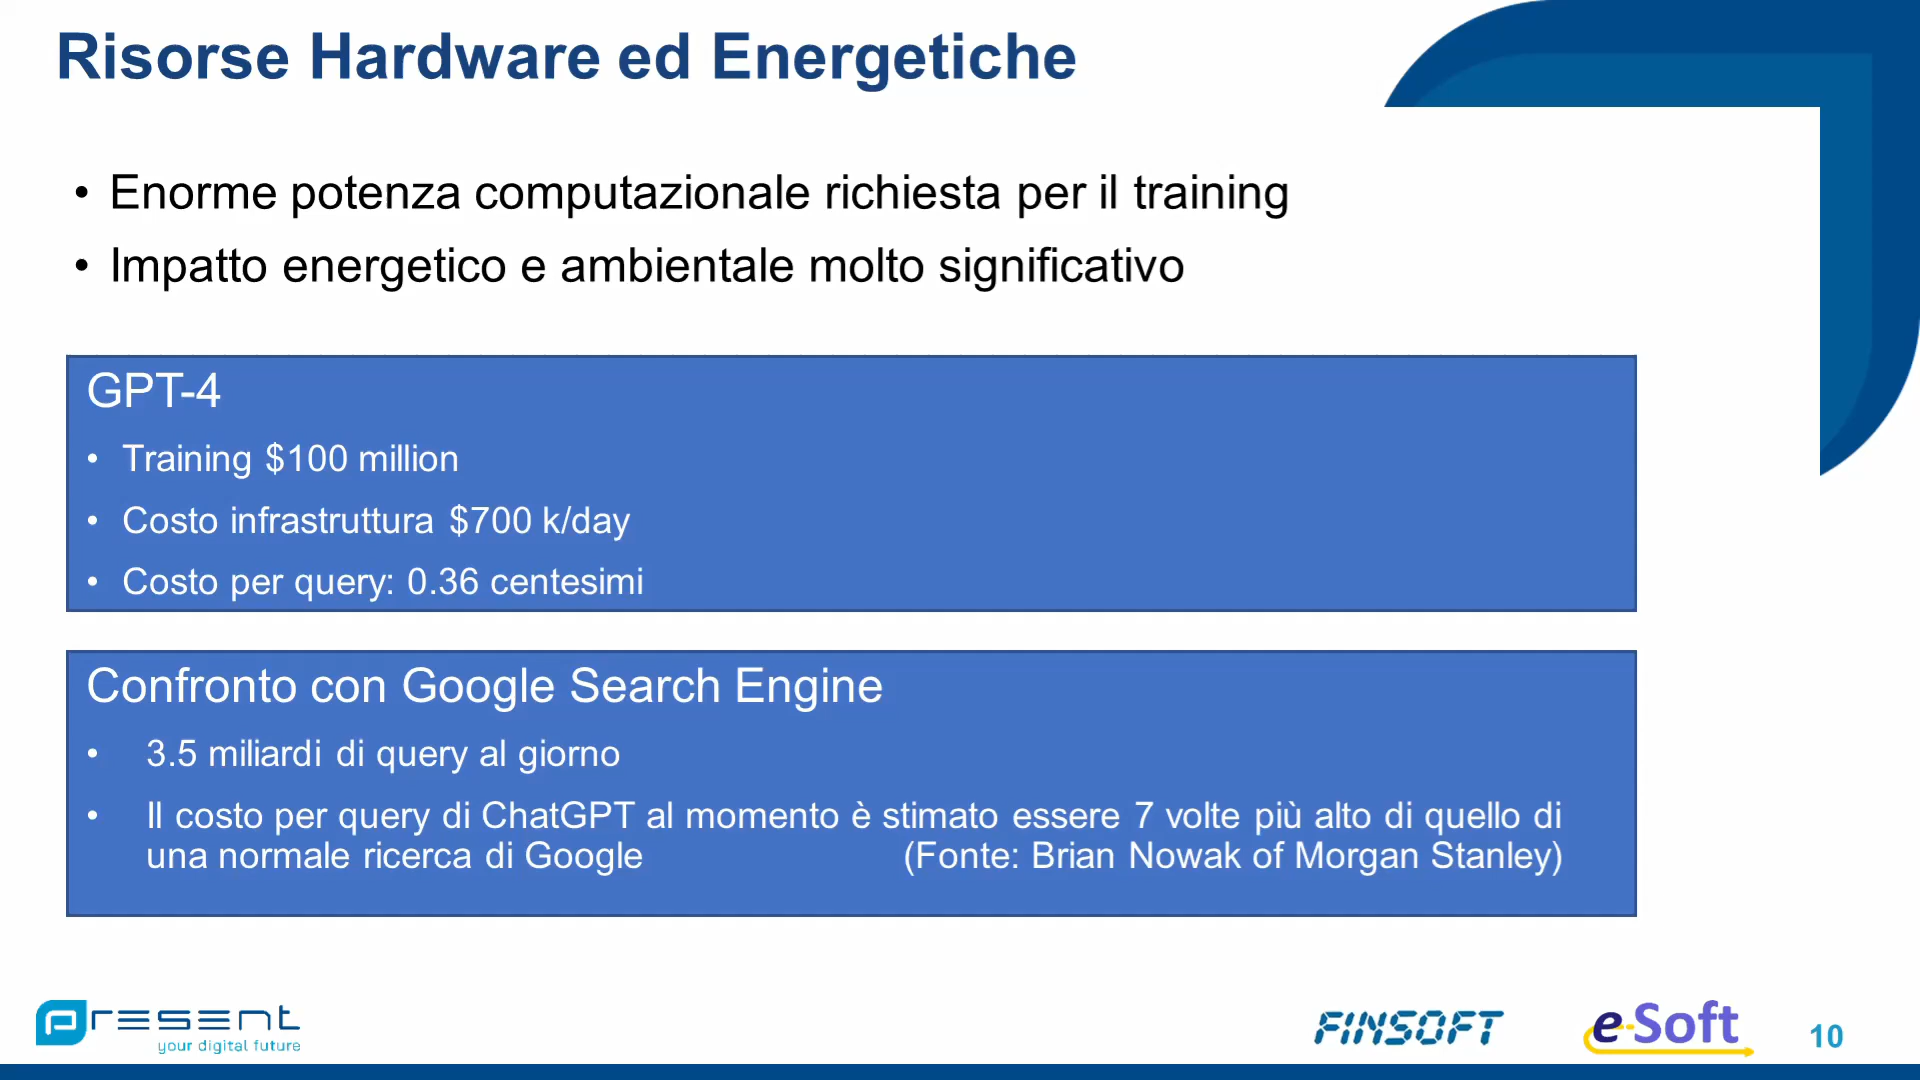 Risorse Hardware ed Energetiche
• Enorme potenza computazionale richiesta per il training
• Impatto energetico e ambientale molto significativo
GPT-4
• Training $100 million
• Costo infrastruttura $700 k/day
• Costo per query: 0.36 centesimi
Confronto con Google Search Engine
• 3.5 miliardi di query al giorno
• Il costo per query di ChatGPT al momento è stimato essere 7 volte più alto di quello di
una normale ricerca di Google (Fonte: Brian Nowak of Morgan Stanley)
present
your digital future
FINSOFT
e-Soft
10